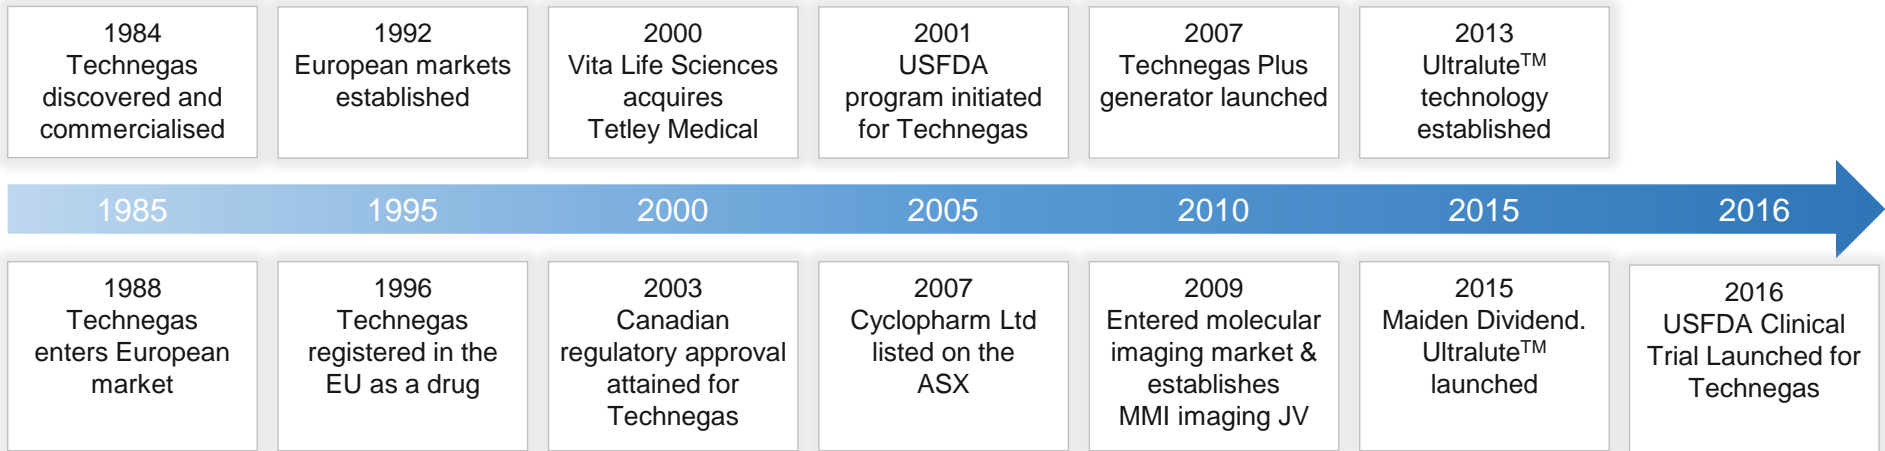 1984
Technegas
discovered and
commercialised
1992
European markets
established
2000
Vita Life Sciences
acquires
Tetley Medical
2001
USFDA
program initiated
for Technegas
2007
Technegas Plus
generator launched
2013
Ultralute™
technology
established
1985
1995
2000
2005
2010
2015
2016
1988
Technegas
enters European
market
1996
Technegas
registered in the
EU as a drug
2003
Canadian
regulatory approval
attained for
Technegas
2007
Cyclopharm Ltd
listed on the
ASX
2009
Entered molecular
imaging market &
establishes
MMI imaging JV
2015
Maiden Dividend.
Ultralute™
launched
2016
USFDA Clinical
Trial Launched for
Technegas